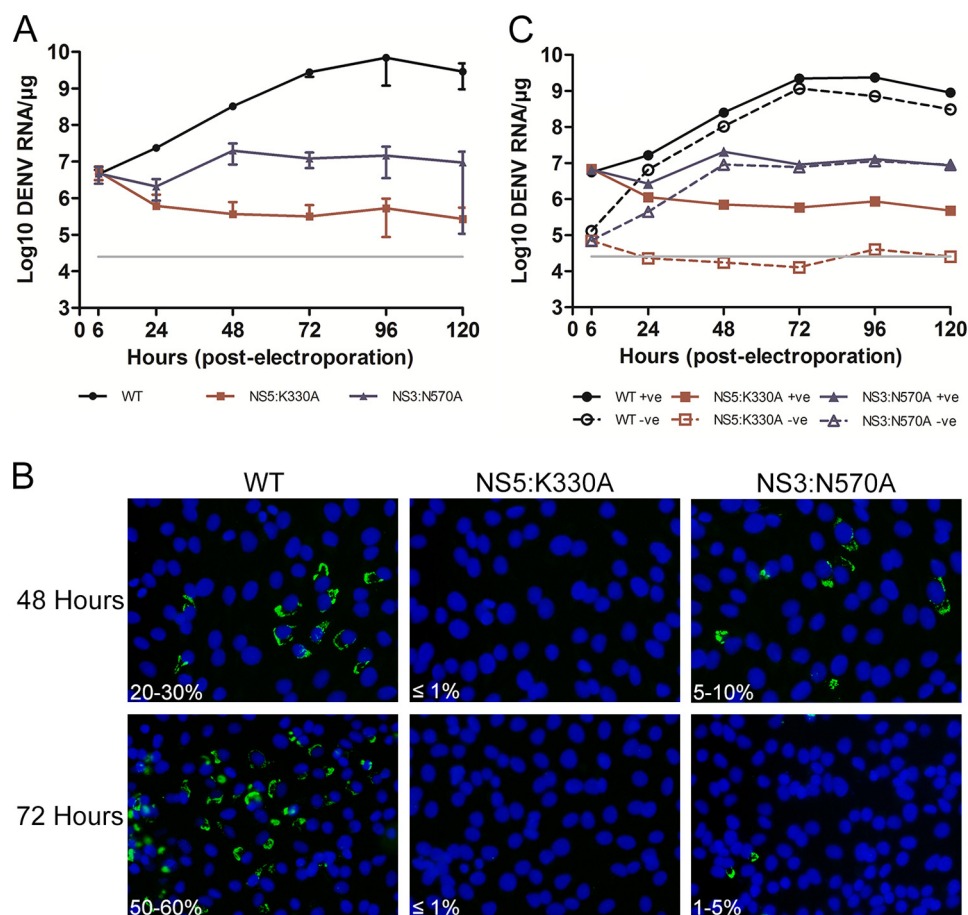 A
Log10 DENV RNA/µg
10
9
8
7
6
5
4
3
0 6 24 48 72 96 120
Hours (post-electroporation)
WT NS5:K330A NS3:N570A
C
Log10 DENV RNA/µg
10
9
8
7
6
5
4
3
0 6 24 48 72 96 120
Hours (post-electroporation)
WT +ve NS5:K330A +ve NS3:N570A +ve
WT -ve NS5:K330A -ve NS3:N570A -ve
B
WT NS5:K330A NS3:N570A
48 Hours
20-30% ≤ 1% 5-10%
72 Hours
50-60% ≤ 1% 1-5%